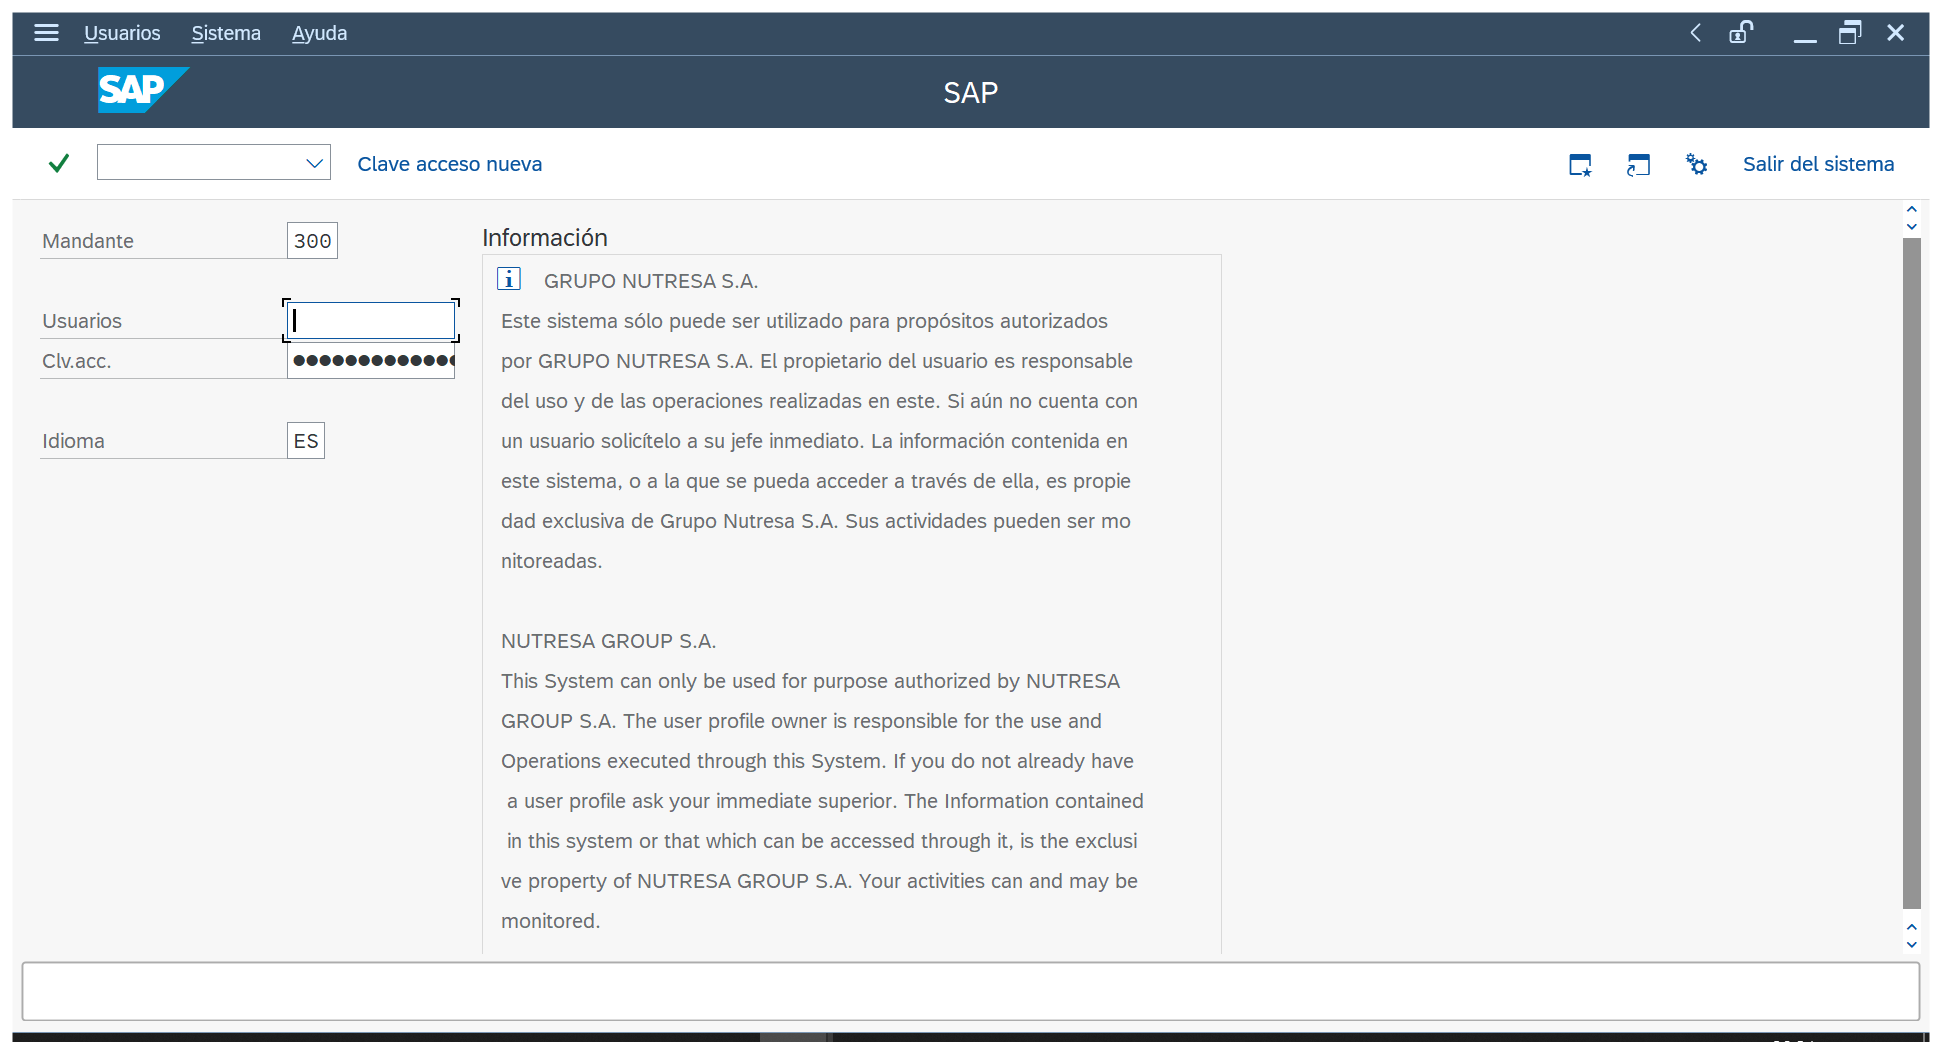 Usuarios Sistema Ayuda
SAP
SAP
Clave acceso nueva
Salir del sistema
Mandante 300
Usuarios
Clv.acc.
Idioma ES
Información
GRUPO NUTRESA S.A.
Este sistema sólo puede ser utilizado para propósitos autorizados
por GRUPO NUTRESA S.A. El propietario del usuario es responsable
del uso y de las operaciones realizadas en este. Si aún no cuenta con
un usuario solicítelo a su jefe inmediato. La información contenida en
este sistema, o a la que se pueda acceder a través de ella, es propie
dad exclusiva de Grupo Nutresa S.A. Sus actividades pueden ser mo
nitoreadas.
NUTRESA GROUP S.A.
This System can only be used for purpose authorized by NUTRESA
GROUP S.A. The user profile owner is responsible for the use and
Operations executed through this System. If you do not already have
a user profile ask your immediate superior. The Information contained
in this system or that which can be accessed through it, is the exclusi
ve property of NUTRESA GROUP S.A. Your activities can and may be
monitored.